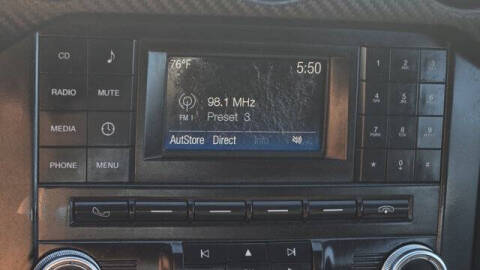 CD
RADIO MUTE
MEDIA
PHONE MENU
76°F 5:50
98.1 MHz
FM 1 Preset 3
AutStore Direct Info
1 2 3
4 5 6
7 8 9
* 0 #